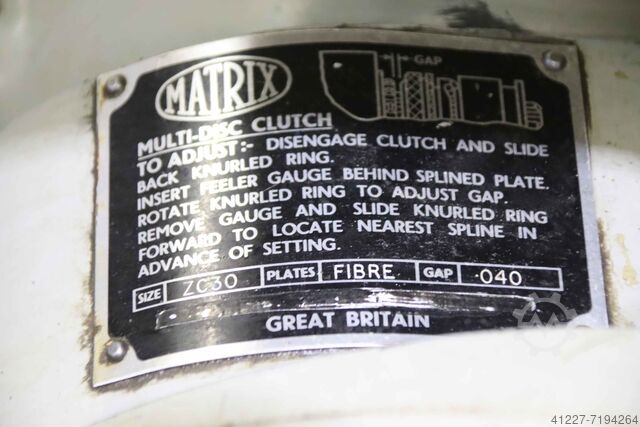 MATRIX
GAP
MULTI-DISC CLUTCH
TO ADJUST:- DISENGAGE CLUTCH AND SLIDE
BACK KNURLED RING.
INSERT FEELER GAUGE BEHIND SPLINED PLATE.
ROTATE KNURLED RING TO ADJUST GAP.
REMOVE GAUGE AND SLIDE KNURLED RING
FORWARD TO LOCATE NEAREST SPLINE IN
ADVANCE OF SETTING.
SIZE ZC30 PLATES FIBRE GAP ·040
GREAT BRITAIN
41227-7194264